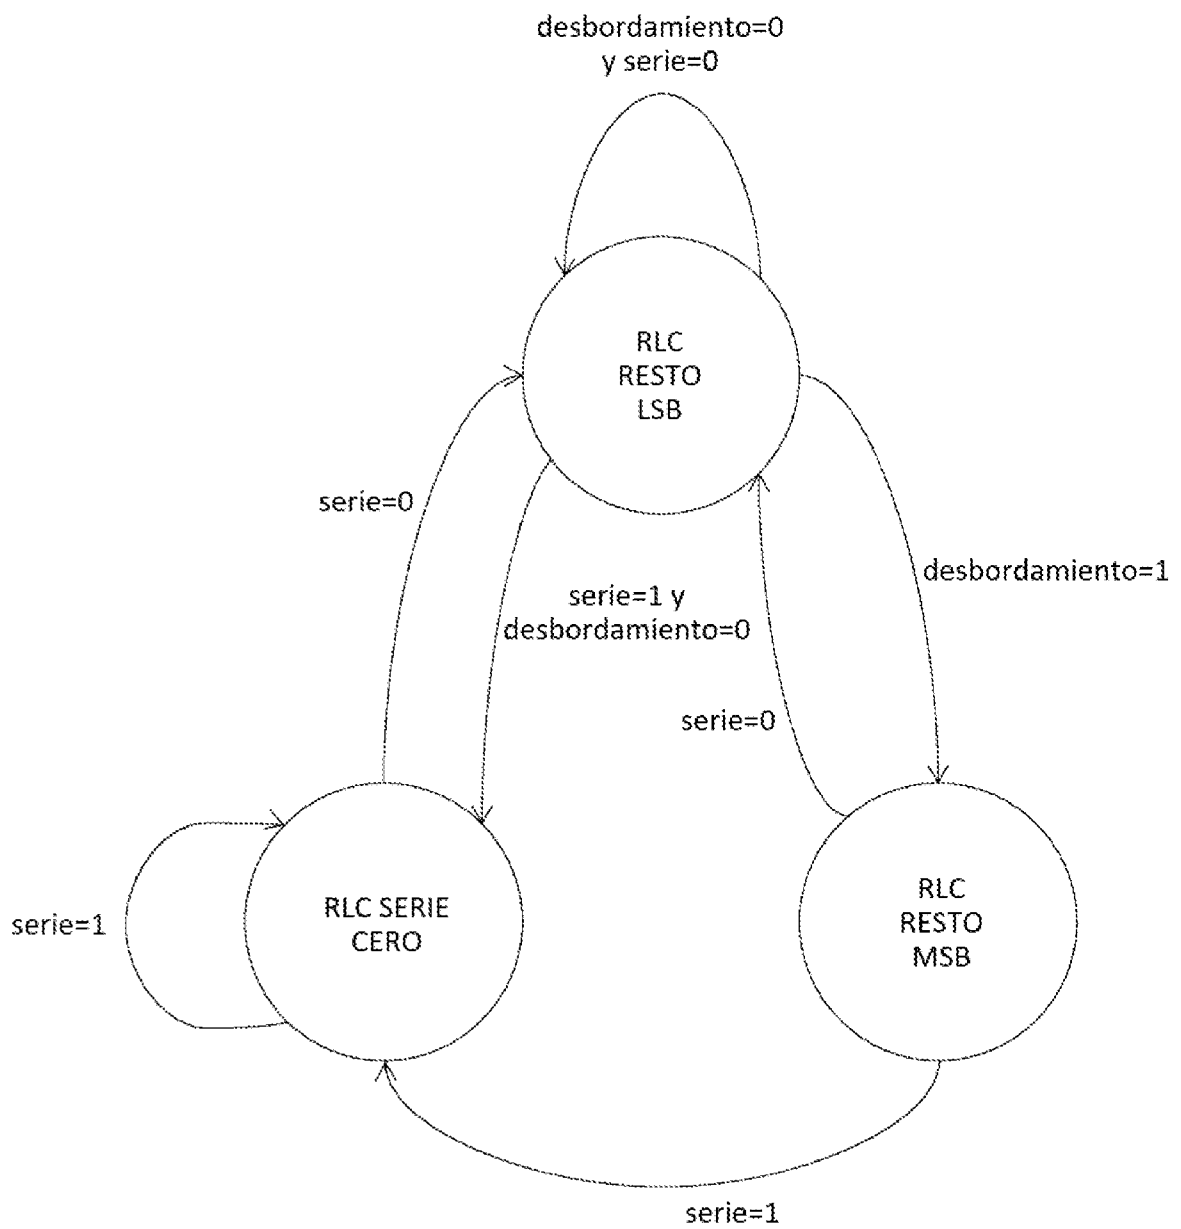 desbordamiento=0
y serie=0
RLC
RESTO
LSB
serie=0
desbordamiento=1
serie=1 y
desbordamiento=0
serie=0
RLC SERIE
CERO
RLC
RESTO
MSB
serie=1
serie=1